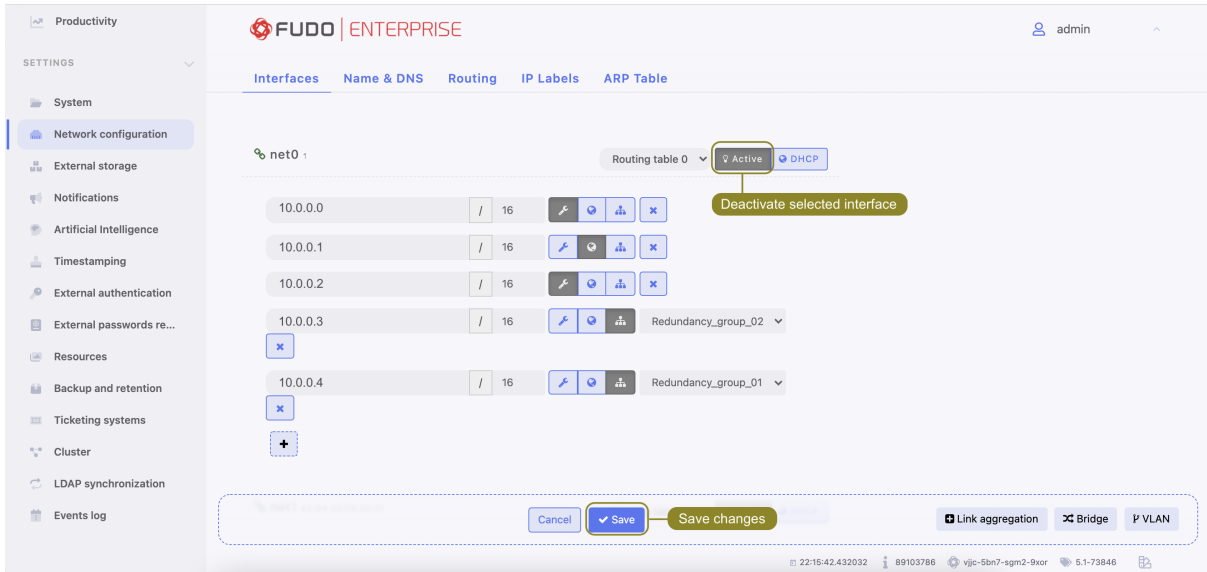 Productivity
FUDO ENTERPRISE
admin
SETTINGS
Interfaces Name & DNS Routing IP Labels ARP Table
System
Network configuration
External storage
Notifications
Artificial Intelligence
Timestamping
External authentication
External passwords re...
Resources
Backup and retention
Ticketing systems
Cluster
LDAP synchronization
Events log
net0
Routing table 0 Active DHCP
Deactivate selected interface
10.0.0.0 / 16
10.0.0.1 / 16
10.0.0.2 / 16
10.0.0.3 / 16 Redundancy_group_02
10.0.0.4 / 16 Redundancy_group_01
+
Cancel Save Save changes Link aggregation Bridge VLAN
22:15:42.432032 89103786 vjjc-5bn7-sgm2-9xor 5.1-73846